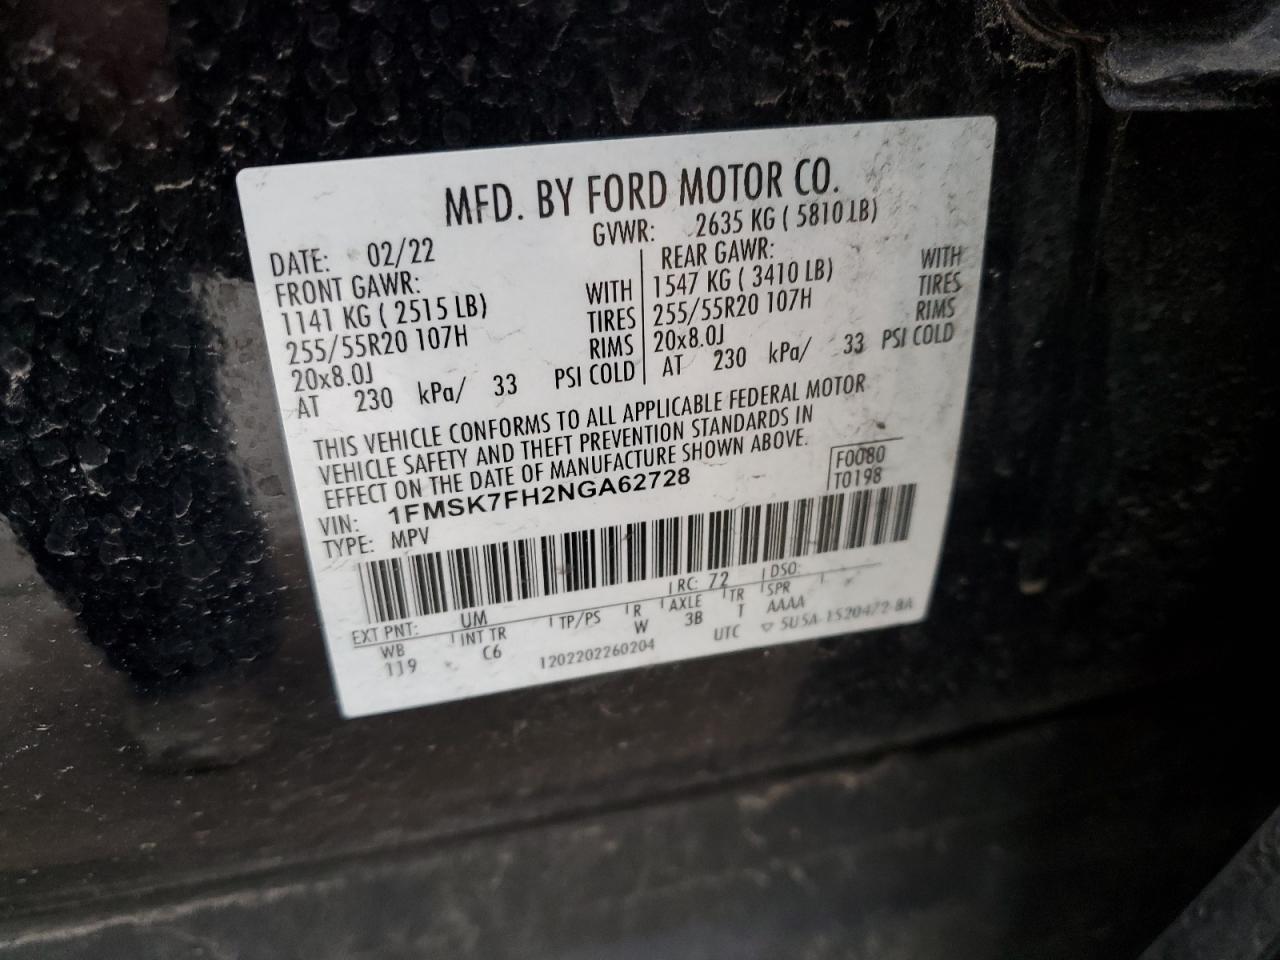 MFD. BY FORD MOTOR CO.
DATE: 02/22 GVWR: 2635 KG ( 5810 LB)
FRONT GAWR: REAR GAWR:
1141 KG ( 2515 LB) WITH 1547 KG ( 3410 LB) WITH
255/55R20 107H TIRES 255/55R20 107H TIRES
20x8.0J RIMS 20x8.0J RIMS
AT 230 kPa/ 33 PSI COLD AT 230 kPa/ 33 PSI COLD
THIS VEHICLE CONFORMS TO ALL APPLICABLE FEDERAL MOTOR
VEHICLE SAFETY AND THEFT PREVENTION STANDARDS IN
EFFECT ON THE DATE OF MANUFACTURE SHOWN ABOVE.
VIN: 1FMSK7FH2NGA62728 F0080
TYPE: MPV T0198
EXT PNT: UM RC: 72 DSO:
WB INT TR TP/PS R AXLE TR SPR
119 C6 W 3B T AAAA
1202202260204 UTC ▽ 5U5A-1520472-BA